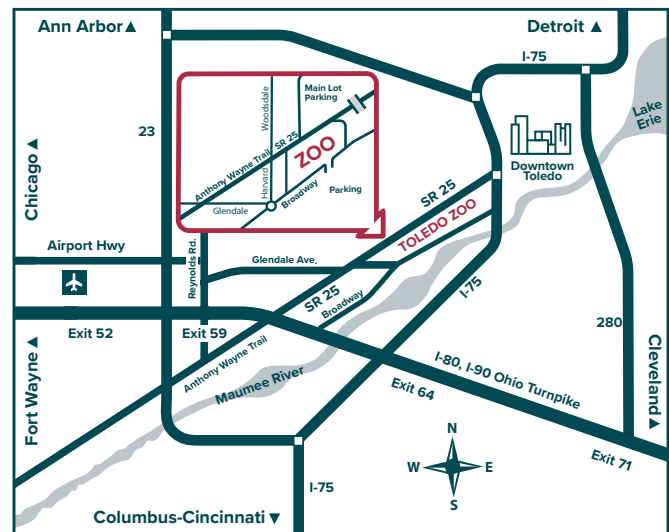 Ann Arbor▲
Detroit ▲
I-75
23
Chicago ▲
Woodsdale
Main Lot
Parking
Anthony Wayne Trail
SR 25
ZOO
Harvard
Broadway
Parking
Glendale
Lake
Erie
Downtown
Toledo
SR 25
TOLEDO ZOO
Airport Hwy
Reynolds Rd.
Glendale Ave.
SR 25
Broadway
I-75
Exit 52
Exit 59
Fort Wayne ▲
Anthony Wayne Trail
Maumee River
280
Cleveland ▲
I-80, I-90 Ohio Turnpike
Exit 64
Exit 71
N
W
E
S
I-75
Columbus-Cincinnati ▼